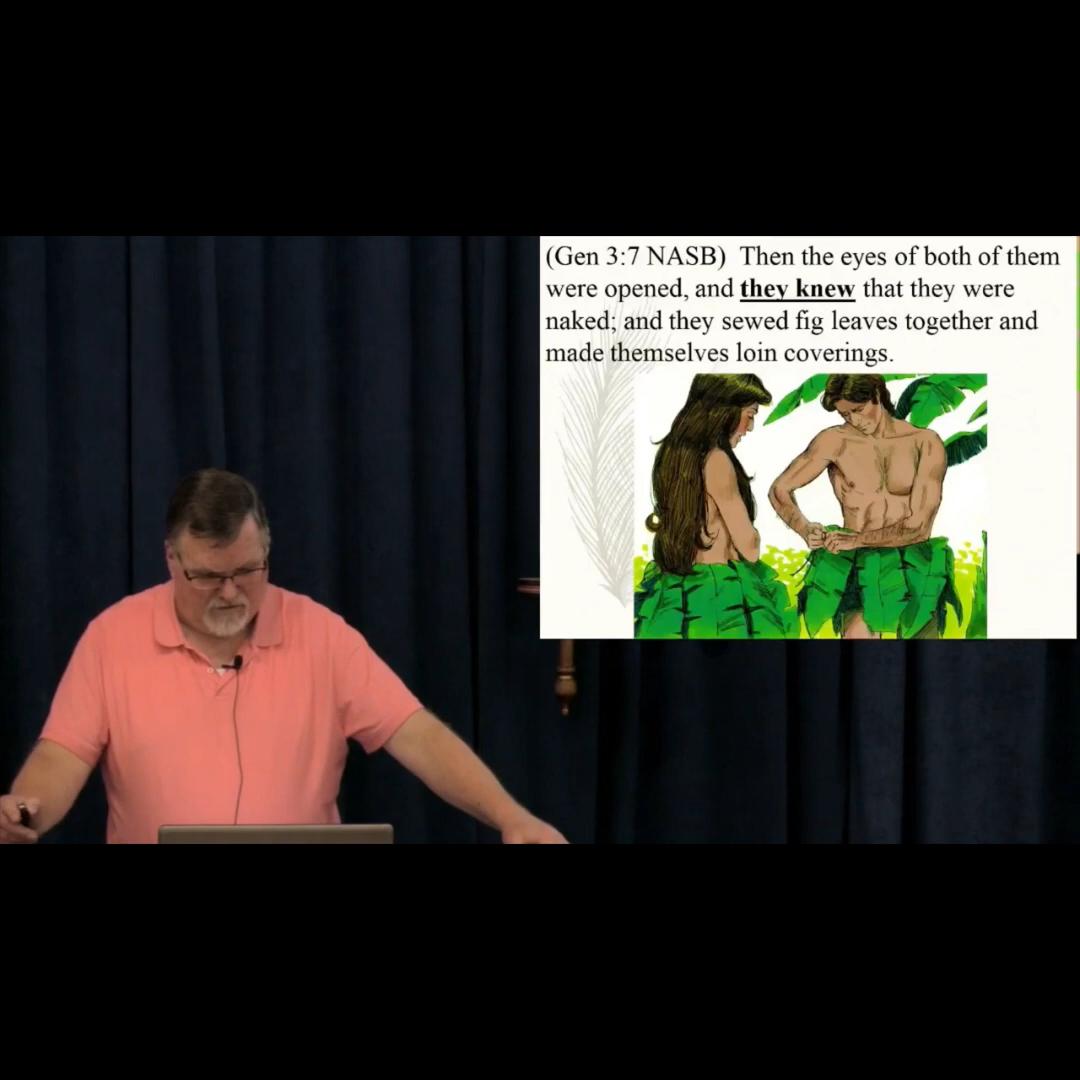 (Gen 3:7 NASB)  Then the eyes of both of them
were opened, and they knew that they were
naked; and they sewed fig leaves together and
made themselves loin coverings.